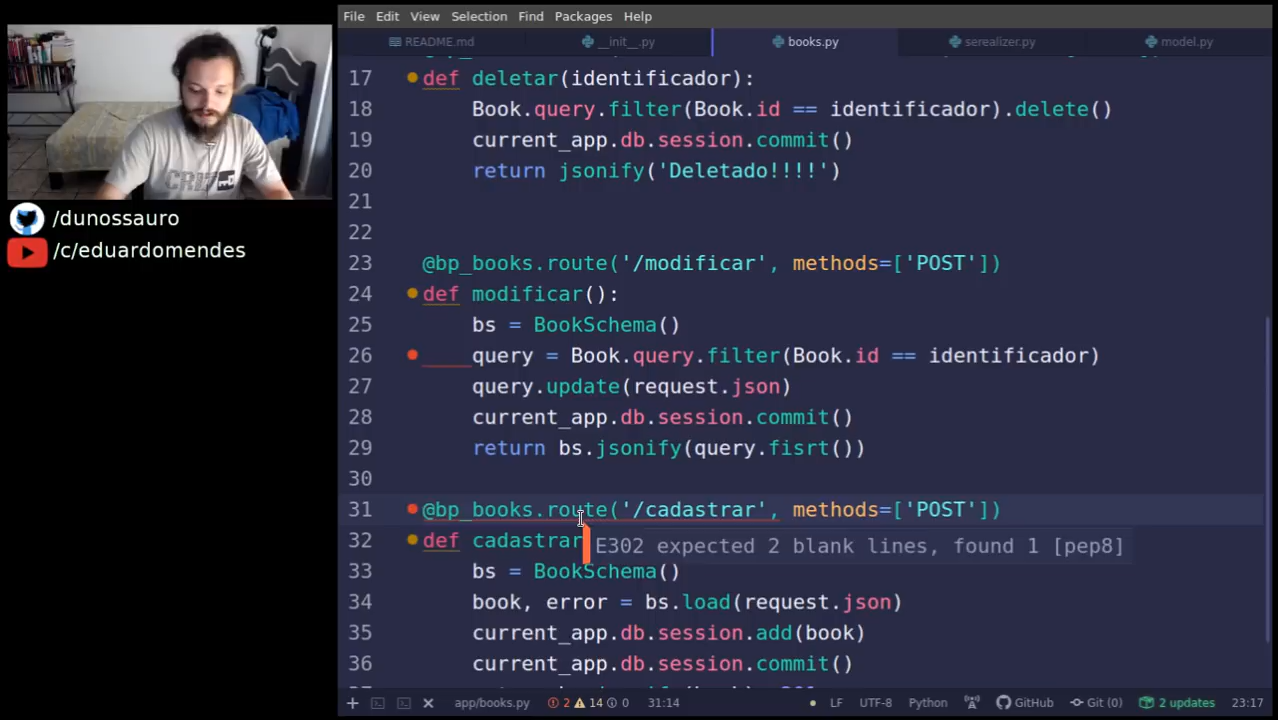 File Edit View Selection Find Packages Help
README.md __init__.py books.py serealizer.py model.py
17 def deletar(identificador):
18 Book.query.filter(Book.id == identificador).delete()
19 current_app.db.session.commit()
20 return jsonify('Deletado!!!!')
21
22
23 @bp_books.route('/modificar', methods=['POST'])
24 def modificar():
25 bs = BookSchema()
26 query = Book.query.filter(Book.id == identificador)
27 query.update(request.json)
28 current_app.db.session.commit()
29 return bs.jsonify(query.fisrt())
30
31 @bp_books.route('/cadastrar', methods=['POST'])
32 def cadastrar
E302 expected 2 blank lines, found 1 [pep8]
33 bs = BookSchema()
34 book, error = bs.load(request.json)
35 current_app.db.session.add(book)
36 current_app.db.session.commit()
app/books.py 2 14 0 31:14 LF UTF-8 Python GitHub Git (0) 2 updates 23:17
CRIT
/dunossauro
/c/eduardomendes